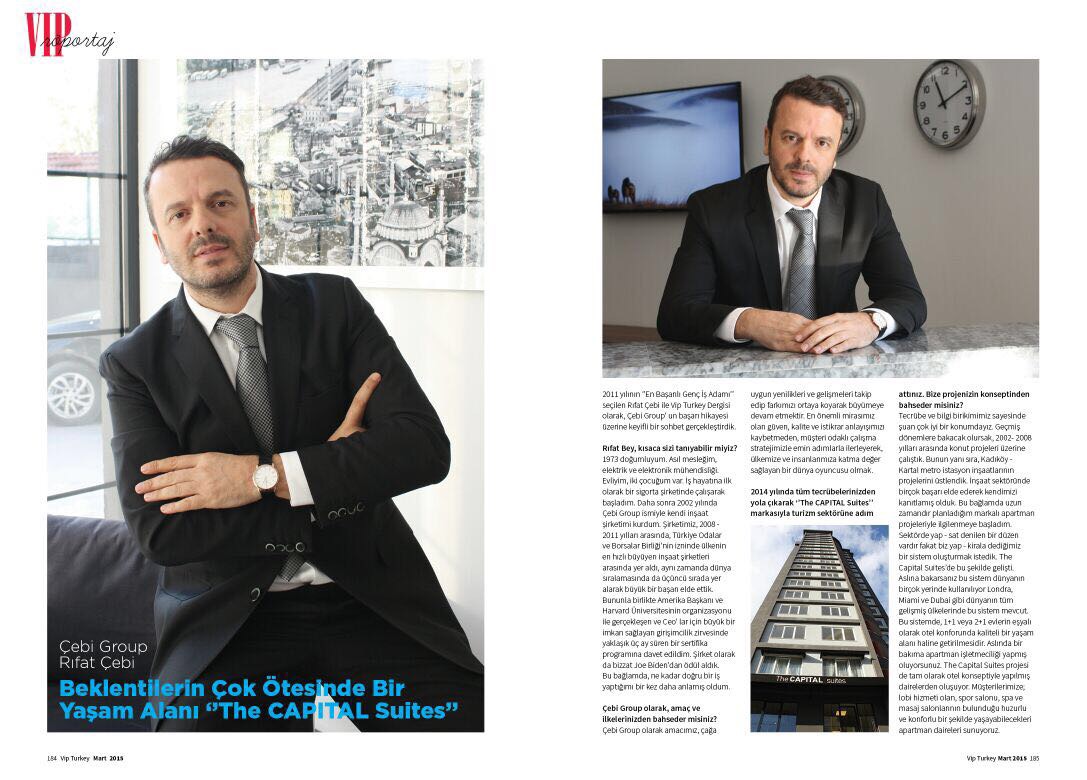 VIP
röportaj
Çebi Group
Rıfat Çebi
Beklentilerin Çok Ötesinde Bir
Yaşam Alanı ‘’The CAPITAL Suites’’
184 Vip Turkey Mart 2015
2011 yılının “En Başarılı Genç İş Adamı”
seçilen Rıfat Çebi ile Vip Turkey Dergisi
olarak, Çebi Group' un başarı hikayesi
üzerine keyifli bir sohbet gerçekleştirdik.
Rıfat Bey, kısaca sizi tanıyabilir miyiz?
1973 doğumluyum. Asıl mesleğim,
elektrik ve elektronik mühendisliği.
Evliyim, iki çocuğum var. İş hayatına ilk
olarak bir sigorta şirketinde çalışarak
başladım. Daha sonra 2002 yılında
Çebi Group ismiyle kendi inşaat
şirketimi kurdum. Şirketimiz, 2008 -
2011 yılları arasında, Türkiye Odalar
ve Borsalar Birliği’nin izninde ülkenin
en hızlı büyüyen inşaat şirketleri
arasında yer aldı, aynı zamanda dünya
sıralamasında da üçüncü sırada yer
alarak büyük bir başarı elde ettik.
Bununla birlikte Amerika Başkanı ve
Harvard Üniversitesinin organizasyonu
ile gerçekleşen ve Ceo’ lar için büyük bir
imkan sağlayan girişimcilik zirvesinde
yaklaşık üç ay süren bir sertifika
programına davet edildim. Şirket olarak
da bizzat Joe Biden’dan ödül aldık.
Bu bağlamda, ne kadar doğru bir iş
yaptığımı bir kez daha anlamış oldum.
Çebi Group olarak, amaç ve
ilkelerinizden bahseder misiniz?
Çebi Group olarak amacımız, çağa
uygun yenilikleri ve gelişmeleri takip
edip farkımızı ortaya koyarak büyümeye
devam etmektir. En önemli mirasımız
olan güven, kalite ve istikrar anlayışımızı
kaybetmeden, müşteri odaklı çalışma
stratejimizle emin adımlarla ilerleyerek,
ülkemize ve insanlarımıza katma değer
sağlayan bir dünya oyuncusu olmak.
2014 yılında tüm tecrübelerinizden
yola çıkarak ‘’The CAPITAL Suites’’
markasıyla turizm sektörüne adım
The CAPITAL suites
attınız. Bize projenizin konseptinden
bahseder misiniz?
Tecrübe ve bilgi birikimimiz sayesinde
şuan çok iyi bir konumdayız. Geçmiş
dönemlere bakacak olursak, 2002- 2008
yılları arasında konut projeleri üzerine
çalıştık. Bunun yanı sıra, Kadıköy -
Kartal metro istasyon inşaatlarının
projelerini üstlendik. İnşaat sektöründe
birçok başarı elde ederek kendimizi
kanıtlamış olduk. Bu bağlamda uzun
zamandır planladığım markalı apartman
projeleriyle ilgilenmeye başladım.
Sektörde yap - sat denilen bir düzen
vardır fakat biz yap - kirala dediğimiz
bir sistem oluşturmak istedik. The
Capital Suites’de bu şekilde gelişti.
Aslına bakarsanız bu sistem dünyanın
birçok yerinde kullanılıyor Londra,
Miami ve Dubai gibi dünyanın tüm
gelişmiş ülkelerinde bu sistem mevcut.
Bu sistemde, 1+1 veya 2+1 evlerin eşyalı
olarak otel konforunda kaliteli bir yaşam
alanı haline getirilmesidir. Aslında bir
bakıma apartman işletmeciliği yapmış
oluyorsunuz. The Capital Suites projesi
de tam olarak otel konseptiyle yapılmış
dairelerden oluşuyor. Müşterilerimize;
lobi hizmeti olan, spor salonu, spa ve
masaj salonlarının bulunduğu huzurlu
ve konforlu bir şekilde yaşayabilecekleri
apartman daireleri sunuyoruz.
Vip Turkey Mart 2015 185